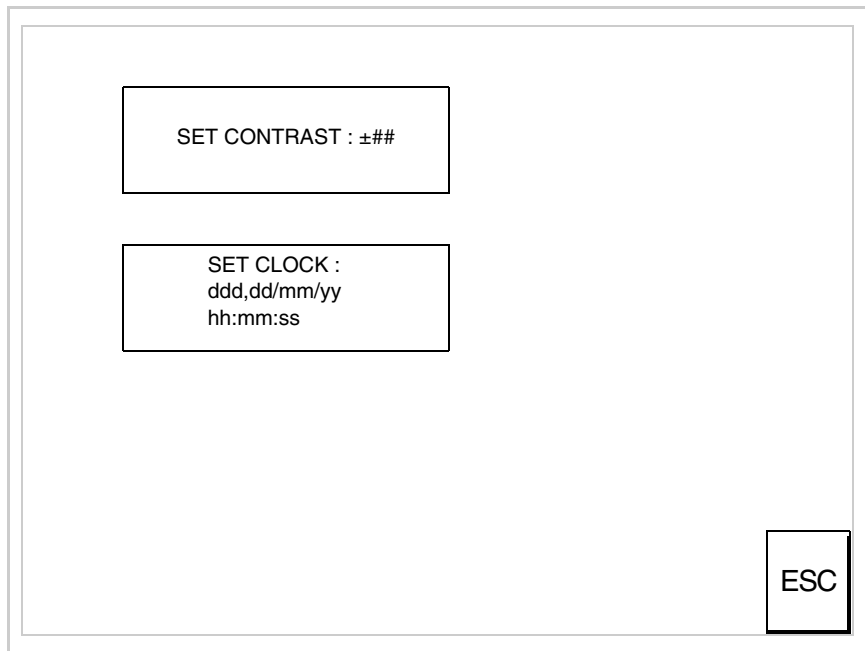 SET CONTRAST : ±##
SET CLOCK :
ddd,dd/mm/yy
hh:mm:ss
ESC